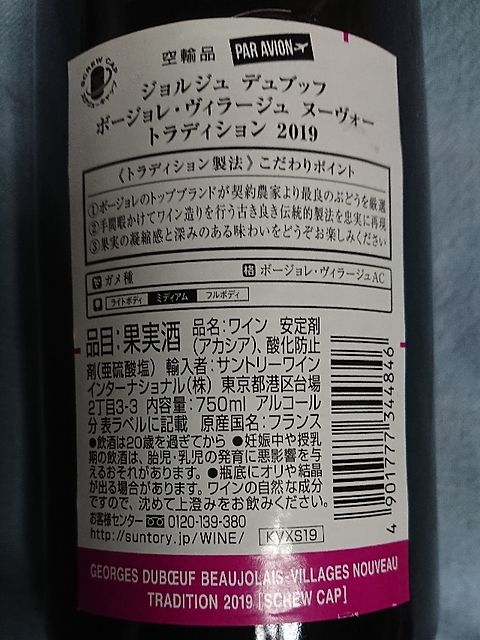 SCREW CAP
空輸品 PAR AVION
ジョルジュ デュブッフ
ボージョレ・ヴィラージュ ヌーヴォー
トラディション 2019
《トラディション製法》こだわりポイント
①ボージョレのトップブランドが契約農家より最良のぶどうを厳選
②手間暇かけてワイン造りを行う古き良き伝統的製法を忠実に再現
③果実の凝縮感と深みのある味わいをどうぞお楽しみください
ガメ種 格 ボージョレ・ヴィラージュAC
ライトボディ ミディアム フルボディ
品目:果実酒 品名:ワイン 安定剤
(アカシア)、酸化防止
剤(亜硫酸塩) 輸入者:サントリーワイン
インターナショナル(株) 東京都港区台場
2丁目3-3 内容量:750ml アルコール
分 表ラベルに記載 原産国名:フランス
●飲酒は20歳を過ぎてから ●妊娠中や授乳
期の飲酒は、胎児・乳児の発育に悪影響を与
えるおそれがあります。●瓶底にオリや結晶
が出る場合があります。ワインの自然な成分
ですので、沈めて上澄みをお飲みください。
お客様センター 0120-139-380
http://suntory.jp/WINE/ KVXS19
4 901777 344846
GEORGES DUBŒUF BEAUJOLAIS-VILLAGES NOUVEAU
TRADITION 2019 [SCREW CAP]